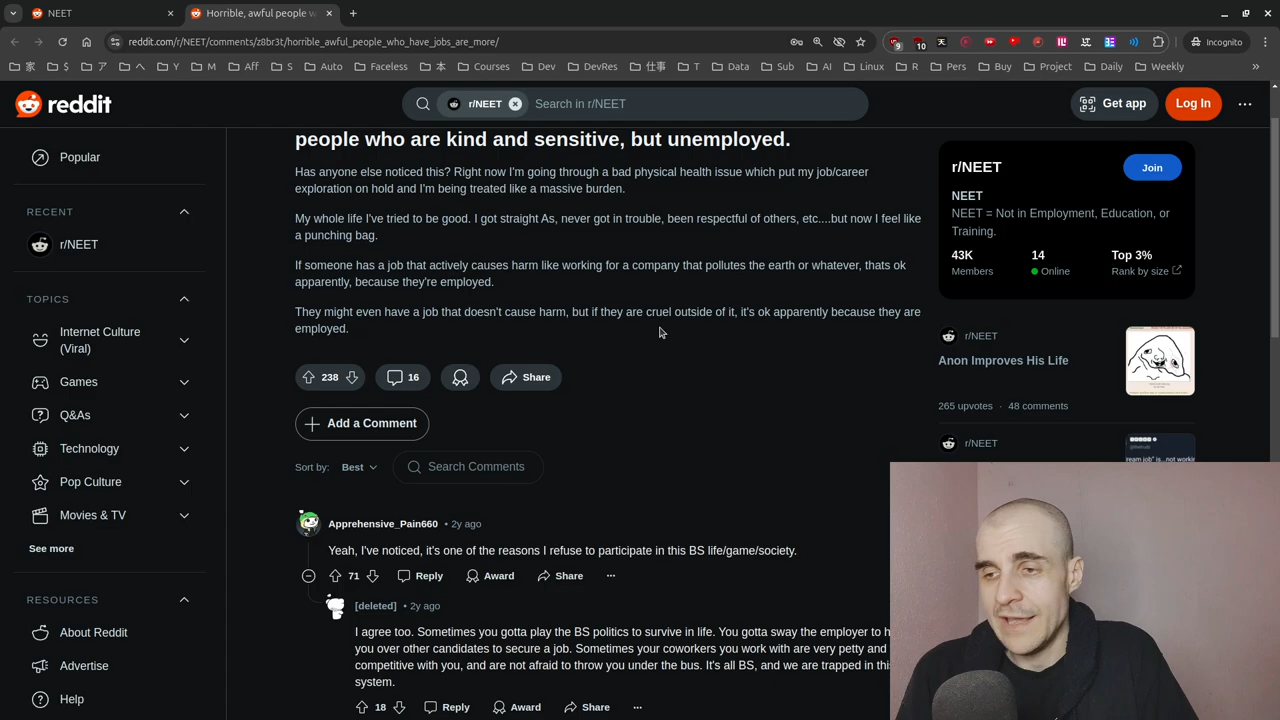 NEET
Horrible, awful people w
reddit.com/r/NEET/comments/z8br3t/horrible_awful_people_who_have_jobs_are_more/
9
10
Incognito
家
$
ア
へ
Y
M
Aff
S
Auto
Faceless
本
Courses
Dev
DevRes
仕事
T
Data
Sub
AI
Linux
R
Pers
Buy
Project
Daily
Weekly
reddit
r/NEET
Search in r/NEET
Get app
Log In
Popular
RECENT
r/NEET
TOPICS
Internet Culture
(Viral)
Games
Q&As
Technology
Pop Culture
Movies & TV
See more
RESOURCES
About Reddit
Advertise
Help
people who are kind and sensitive, but unemployed.
Has anyone else noticed this? Right now I'm going through a bad physical health issue which put my job/career
exploration on hold and I'm being treated like a massive burden.
My whole life I've tried to be good. I got straight As, never got in trouble, been respectful of others, etc....but now I feel like
a punching bag.
If someone has a job that actively causes harm like working for a company that pollutes the earth or whatever, thats ok
apparently, because they're employed.
They might even have a job that doesn't cause harm, but if they are cruel outside of it, it's ok apparently because they are
employed.
238
16
Share
Add a Comment
Sort by:
Best
Search Comments
Apprehensive_Pain660 • 2y ago
Yeah, I've noticed, it's one of the reasons I refuse to participate in this BS life/game/society.
71
Reply
Award
Share
[deleted] • 2y ago
I agree too. Sometimes you gotta play the BS politics to survive in life. You gotta sway the employer to h
you over other candidates to secure a job. Sometimes your coworkers you work with are very petty and
competitive with you, and are not afraid to throw you under the bus. It's all BS, and we are trapped in this
system.
18
Reply
Award
Share
r/NEET
Join
NEET
NEET = Not in Employment, Education, or
Training.
43K
14
Top 3%
Members
Online
Rank by size
r/NEET
Anon Improves His Life
265 upvotes · 48 comments
r/NEET
ream job" is...not workin